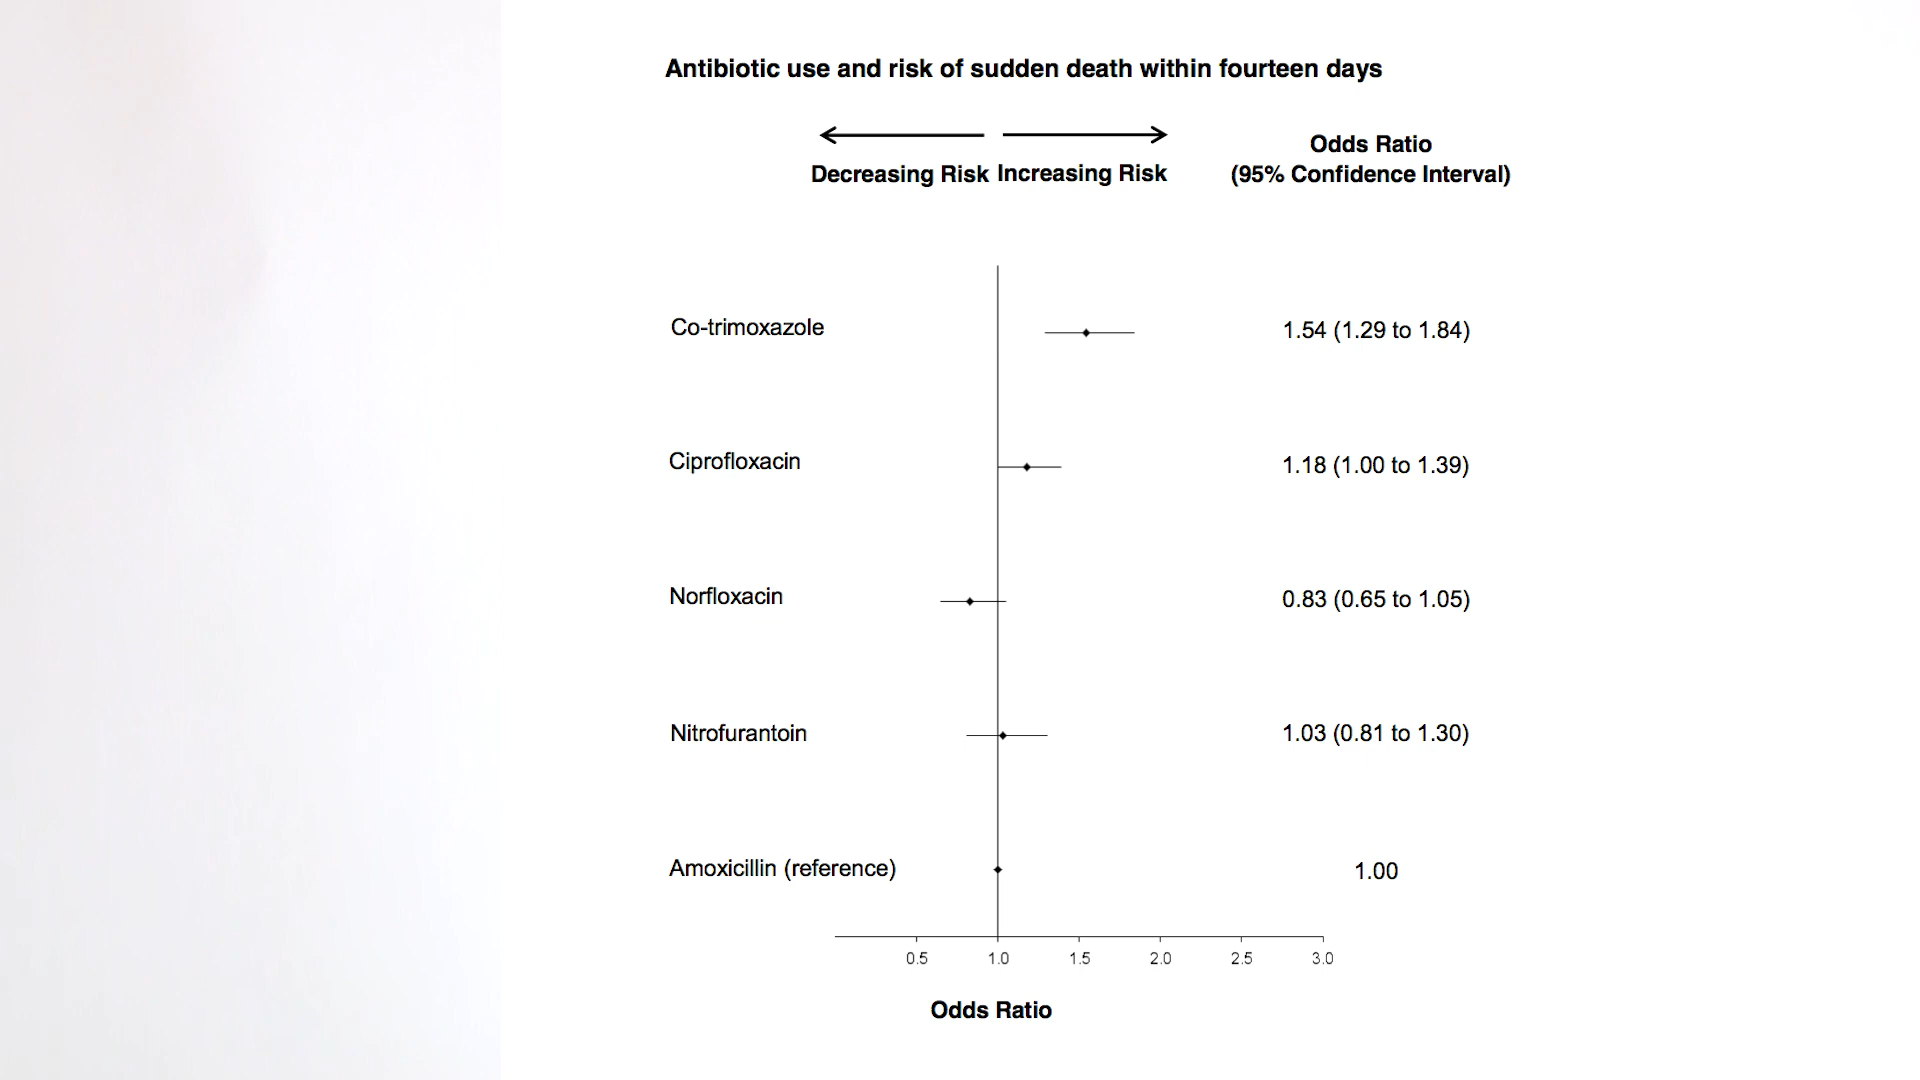 Antibiotic use and risk of sudden death within fourteen days
Decreasing Risk Increasing Risk
Odds Ratio
(95% Confidence Interval)
Co-trimoxazole 1.54 (1.29 to 1.84)
Ciprofloxacin 1.18 (1.00 to 1.39)
Norfloxacin 0.83 (0.65 to 1.05)
Nitrofurantoin 1.03 (0.81 to 1.30)
Amoxicillin (reference) 1.00
0.5 1.0 1.5 2.0 2.5 3.0
Odds Ratio